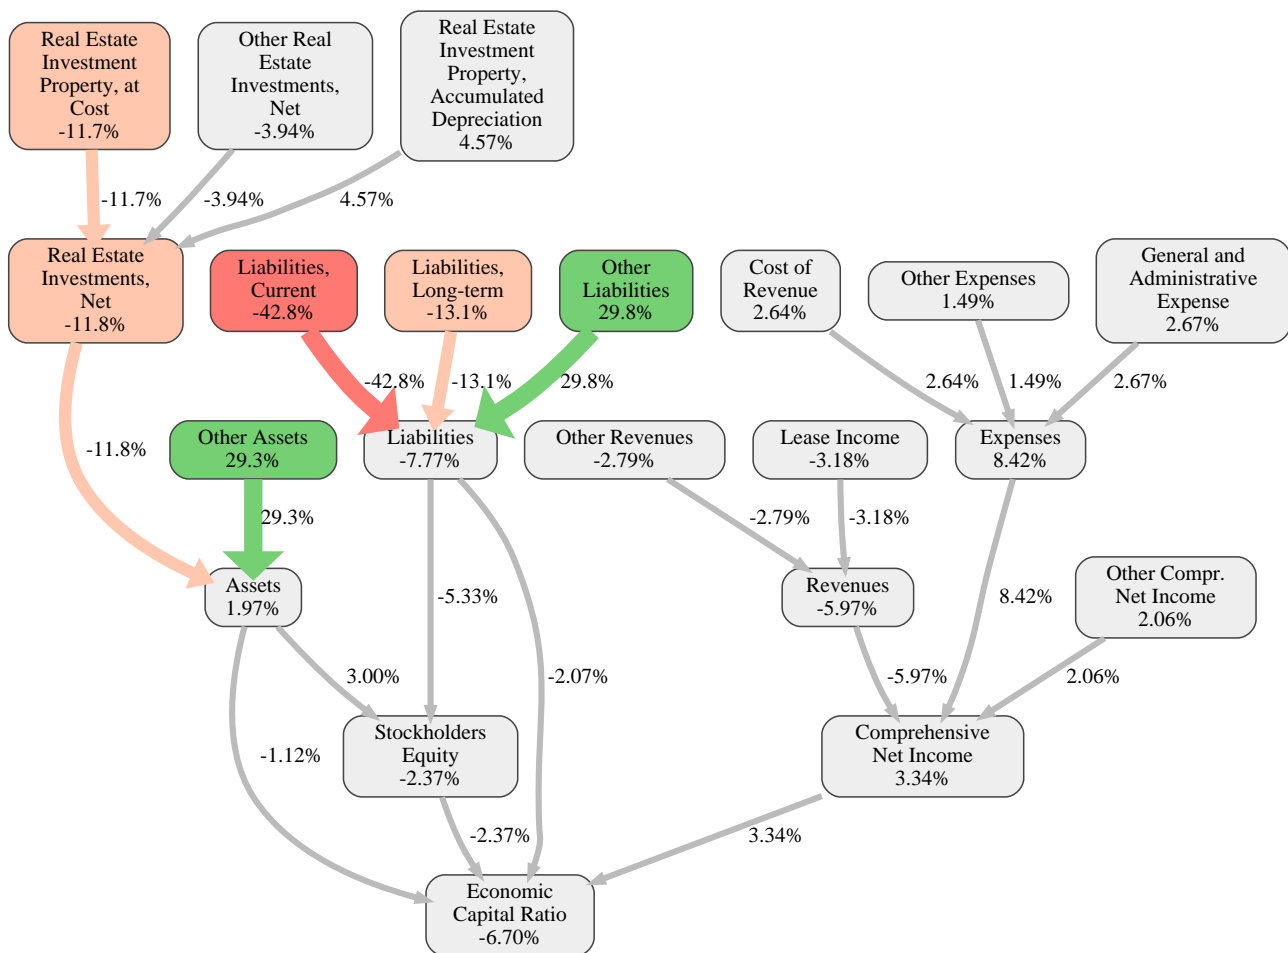 Real Estate
Investment
Property, at
Cost
-11.7%
Other Real
Estate
Investments,
Net
-3.94%
Real Estate
Investment
Property,
Accumulated
Depreciation
4.57%
-11.7%
-3.94%
4.57%
Real Estate
Investments,
Net
-11.8%
Liabilities,
Current
-42.8%
Liabilities,
Long-term
-13.1%
Other
Liabilities
29.8%
Cost of
Revenue
2.64%
Other Expenses
1.49%
General and
Administrative
Expense
2.67%
-42.8%
-13.1%
29.8%
2.64%
1.49%
2.67%
-11.8%
Other Assets
29.3%
Liabilities
-7.77%
Other Revenues
-2.79%
Lease Income
-3.18%
Expenses
8.42%
29.3%
-2.79%
-3.18%
Assets
1.97%
-5.33%
Revenues
-5.97%
8.42%
Other Compr.
Net Income
2.06%
3.00%
-2.07%
-5.97%
2.06%
-1.12%
Stockholders
Equity
-2.37%
Comprehensive
Net Income
3.34%
-2.37%
3.34%
Economic
Capital Ratio
-6.70%